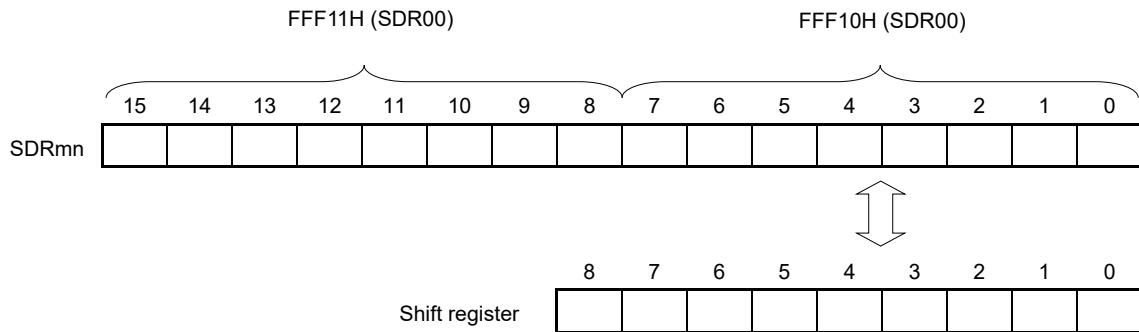 FFF11H (SDR00) FFF10H (SDR00)
15 14 13 12 11 10 9 8 7 6 5 4 3 2 1 0
SDRmn
8 7 6 5 4 3 2 1 0
Shift register